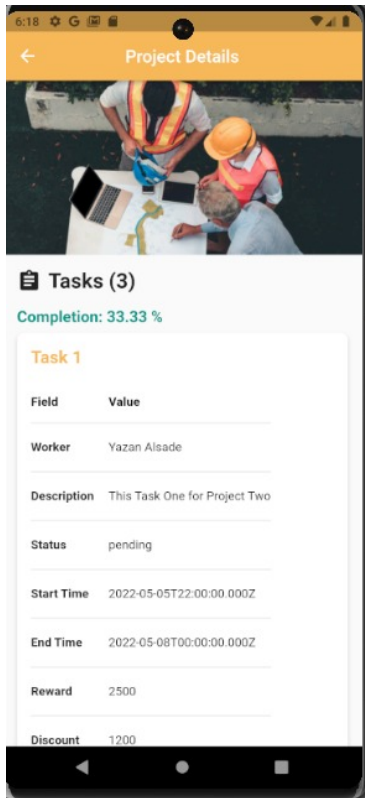 6:18 G
Project Details
Tasks (3)
Completion: 33.33 %
Task 1
Field Value
Worker Yazan Alsade
Description This Task One for Project Two
Status pending
Start Time 2022-05-05T22:00:00.000Z
End Time 2022-05-08T00:00:00.000Z
Reward 2500
Discount 1200